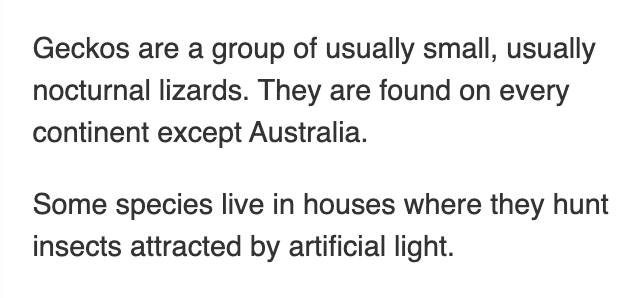 Geckos are a group of usually small, usually
nocturnal lizards. They are found on every
continent except Australia.
Some species live in houses where they hunt
insects attracted by artificial light.